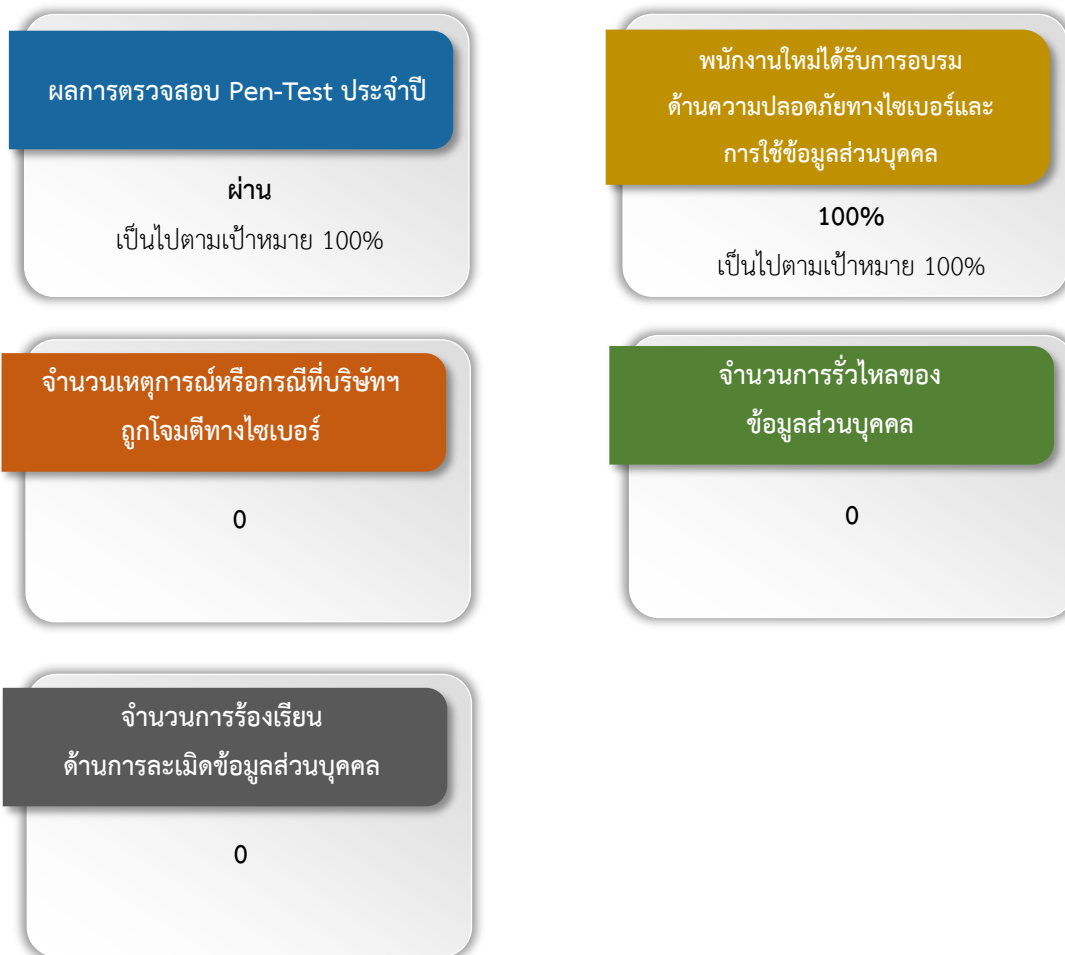 ผลการตรวจสอบ Pen-Test ประจำปี
ผ่าน
เป็นไปตามเป้าหมาย 100%
พนักงานใหม่ได้รับการอบรม
ด้านความปลอดภัยทางไซเบอร์และ
การใช้ข้อมูลส่วนบุคคล
100%
เป็นไปตามเป้าหมาย 100%
จำนวนเหตุการณ์หรือกรณีที่บริษัทฯ
ถูกโจมตีทางไซเบอร์
0
จำนวนการรั่วไหลของ
ข้อมูลส่วนบุคคล
0
จำนวนการร้องเรียน
ด้านการละเมิดข้อมูลส่วนบุคคล
0